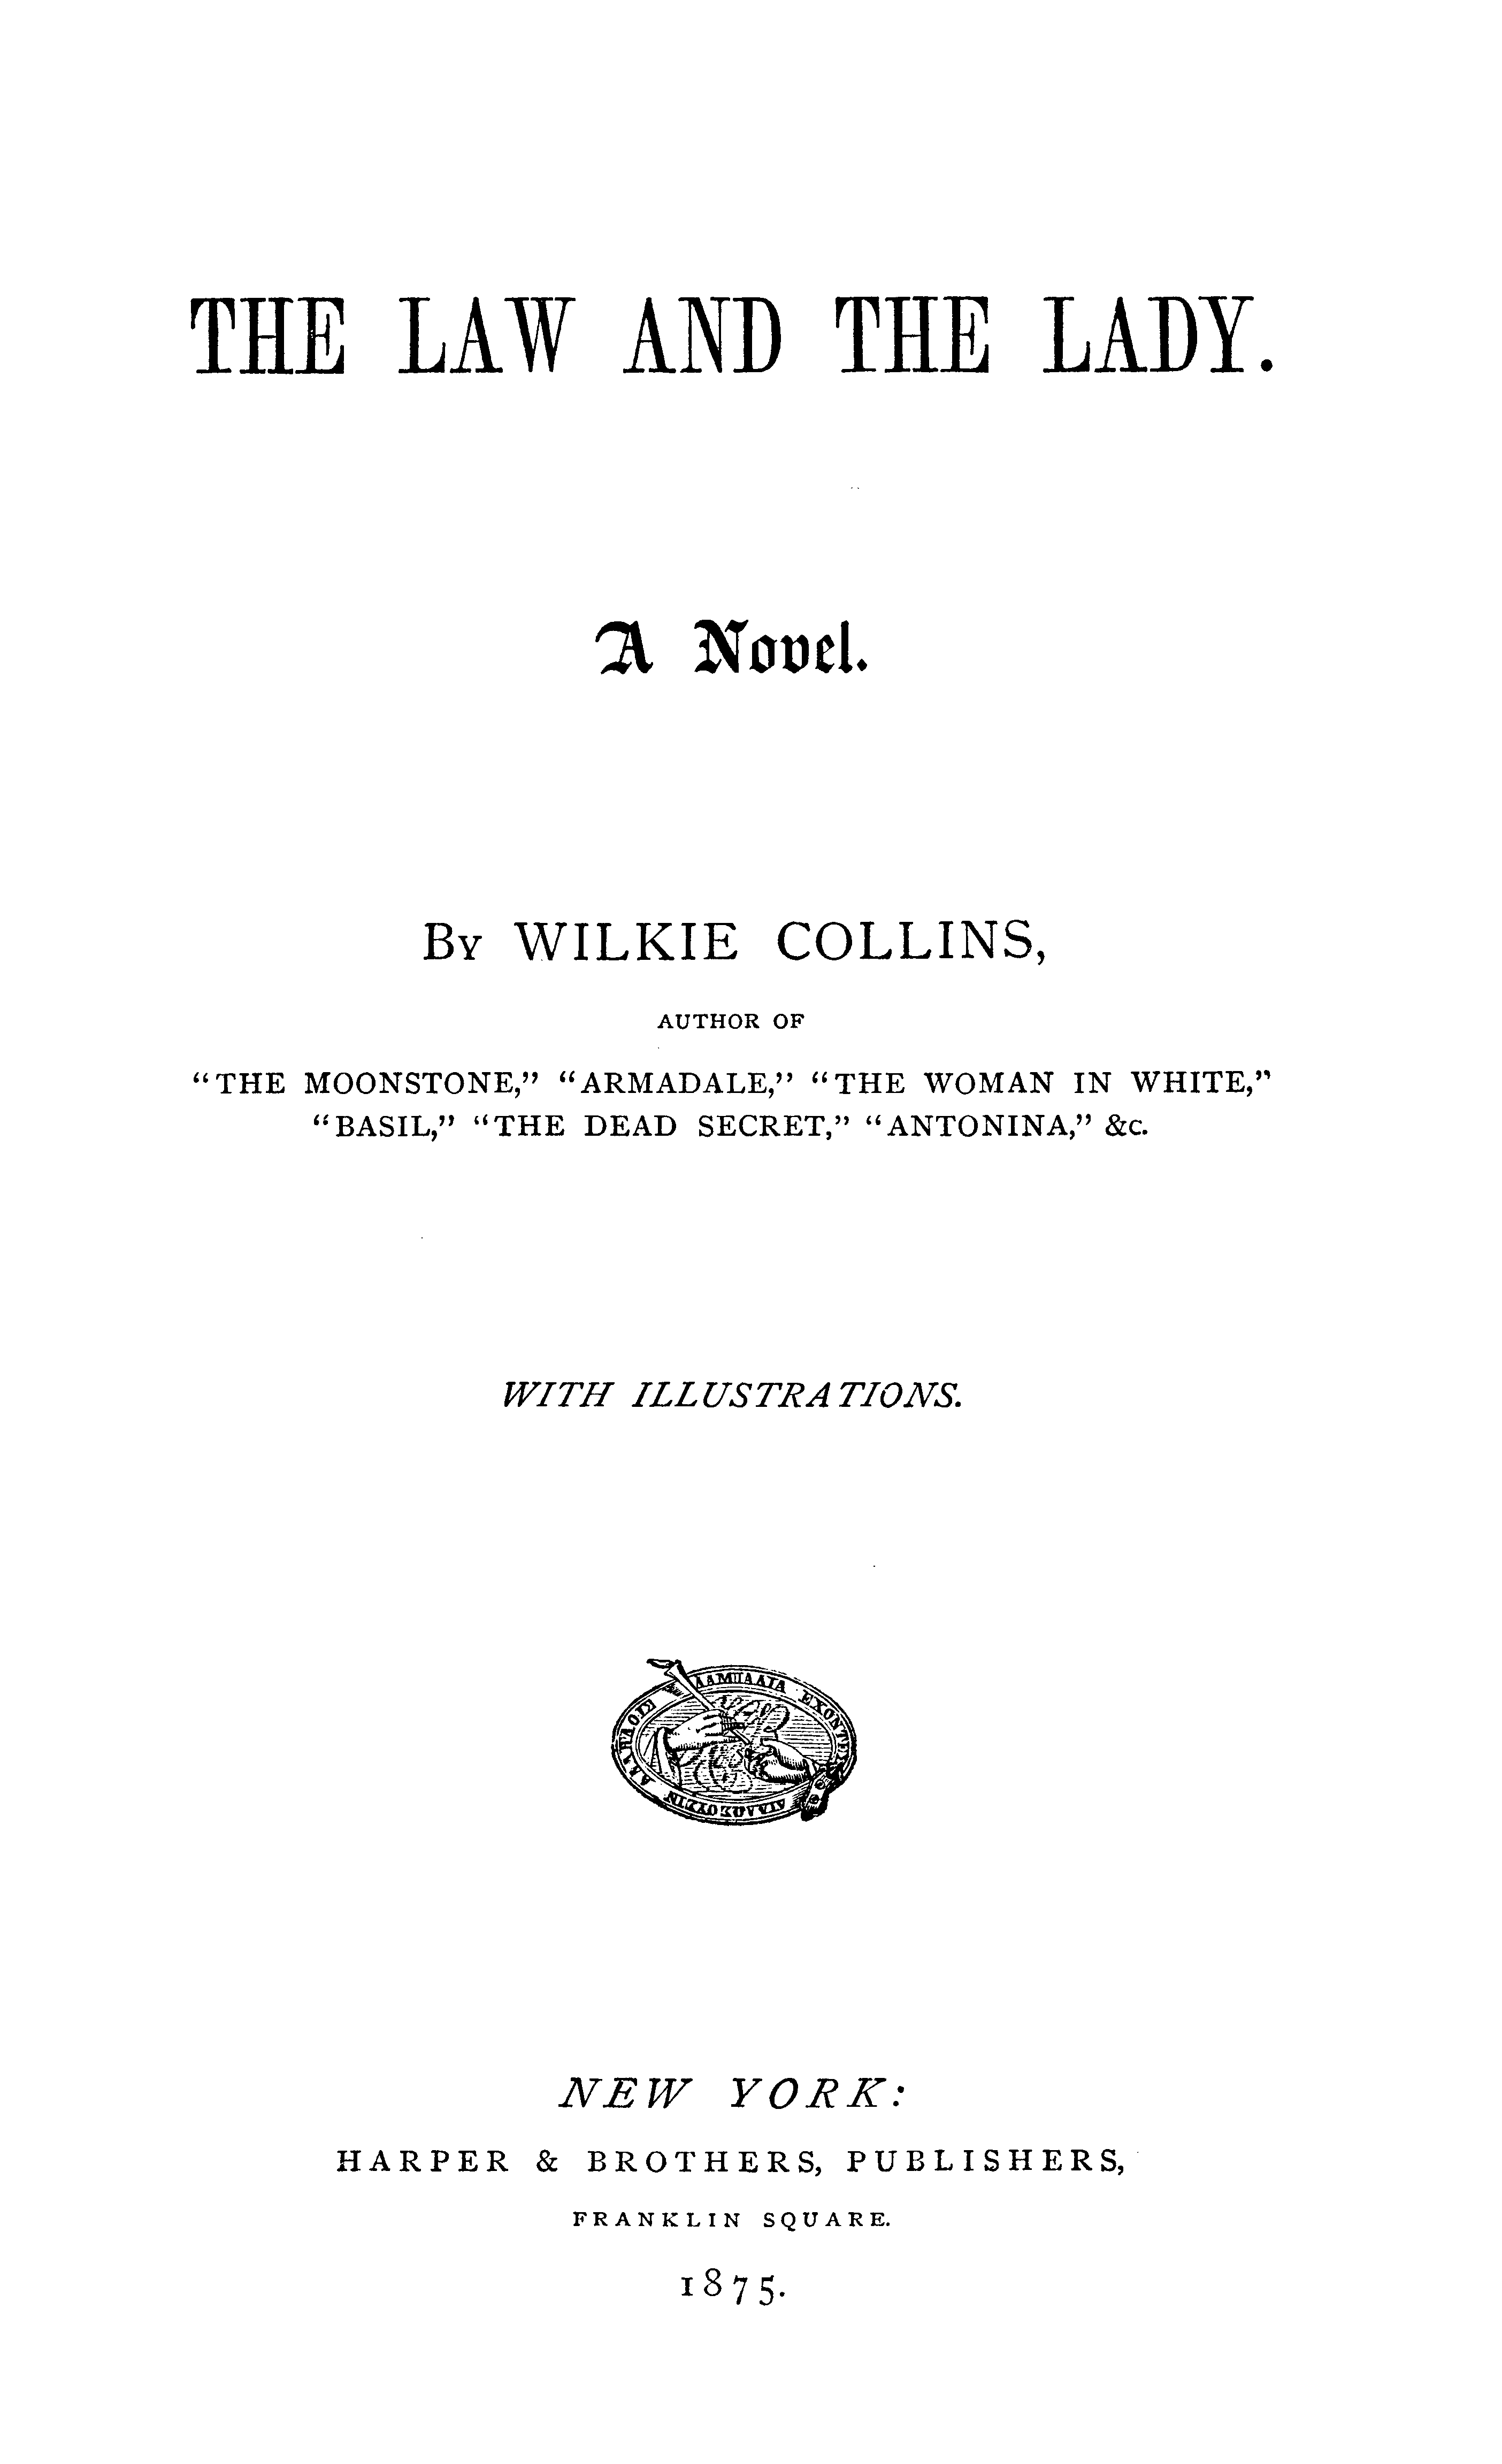 THE LAW AND THE LADY.
A Novel.
By WILKIE COLLINS,
AUTHOR OF
“THE MOONSTONE,” “ARMADALE,” “THE WOMAN IN WHITE,”
“BASIL,” “THE DEAD SECRET,” “ANTONINA,” &c.
WITH ILLUSTRATIONS.
NEW YORK:
HARPER & BROTHERS, PUBLISHERS,
FRANKLIN SQUARE.
1875.